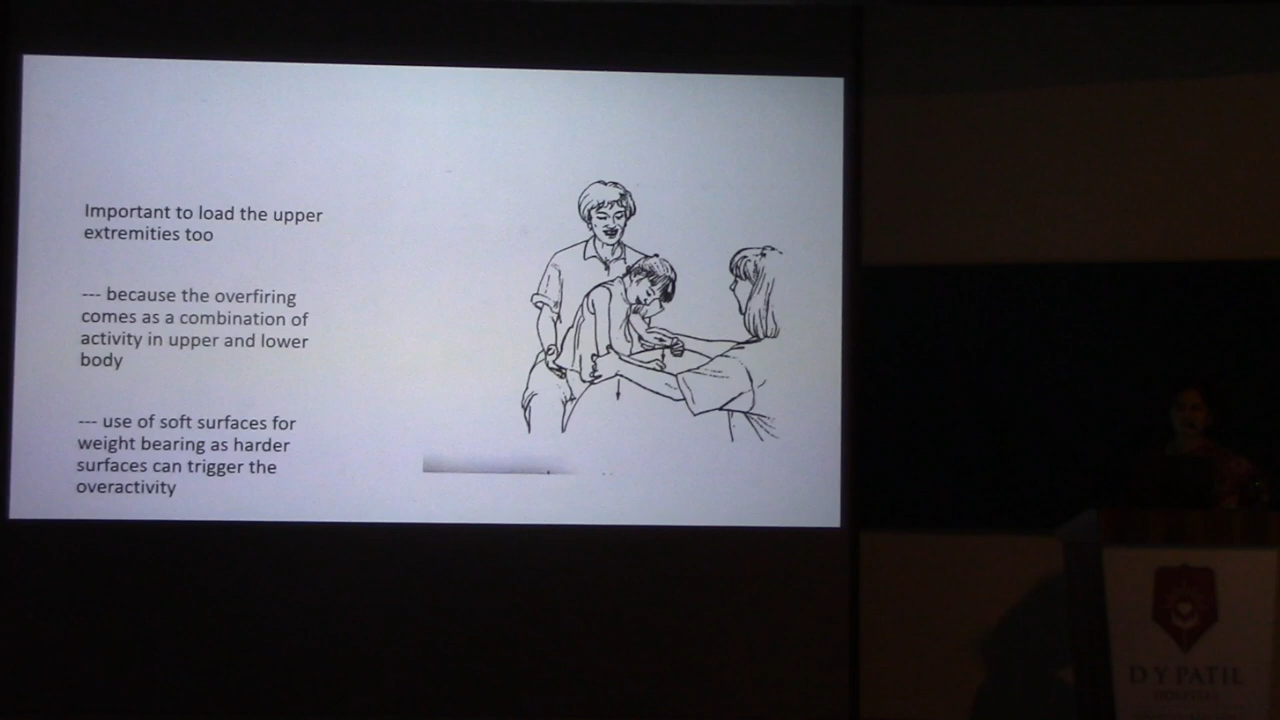 Important to load the upper
extremities too
--- because the overfiring
comes as a combination of
activity in upper and lower
body
--- use of soft surfaces for
weight bearing as harder
surfaces can trigger the
overactivity
D Y PATIL
HOSPITAL